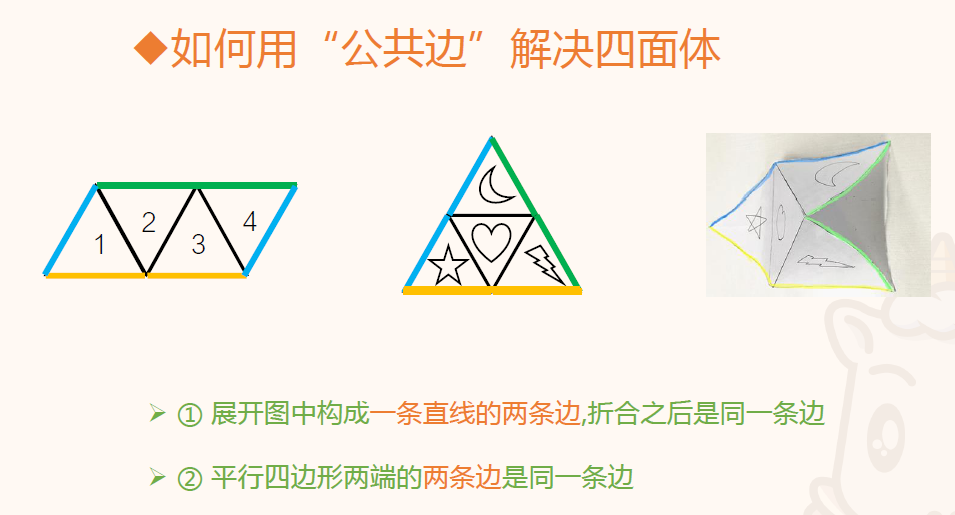 ◆如何用“公共边”解决四面体
1 2 3 4
➢ ① 展开图中构成一条直线的两条边,折合之后是同一条边
➢ ② 平行四边形两端的两条边是同一条边